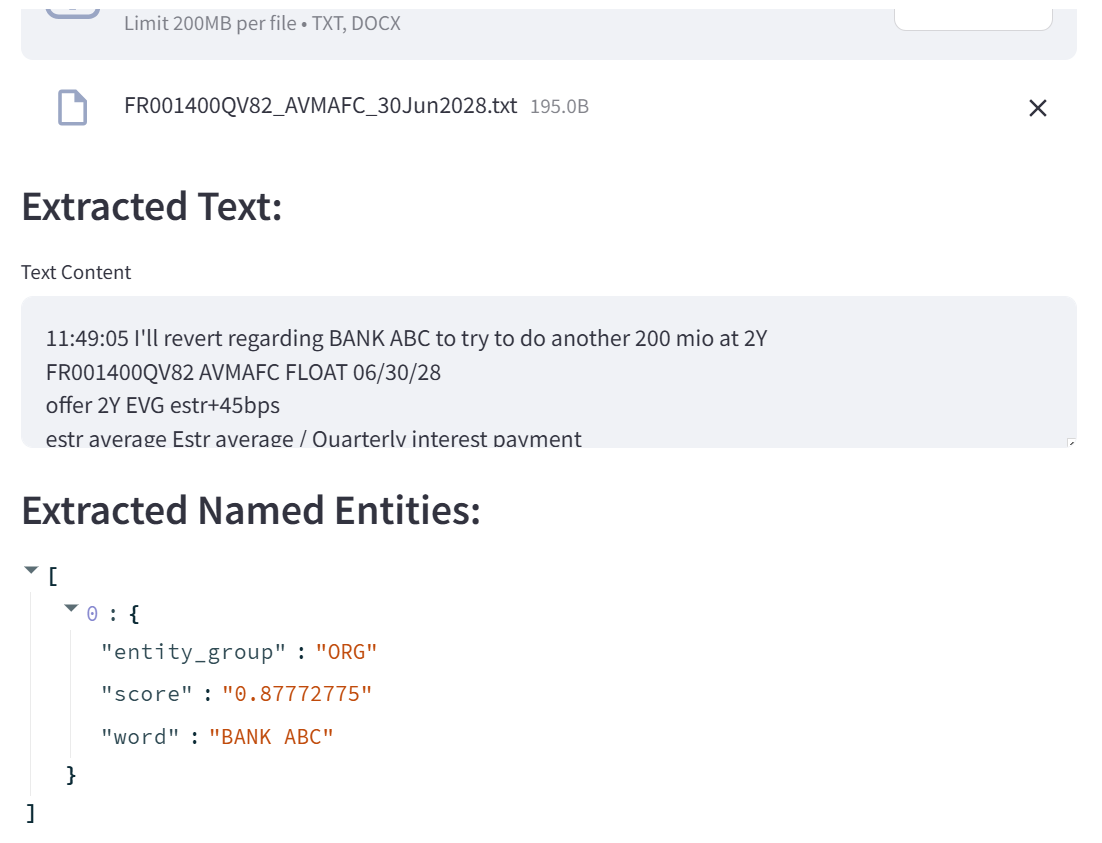 Limit 200MB per file • TXT, DOCX
FR001400QV82_AVMAFC_30Jun2028.txt 195.0B
Extracted Text:
Text Content
11:49:05 I'll revert regarding BANK ABC to try to do another 200 mio at 2Y
FR001400QV82 AVMAFC FLOAT 06/30/28
offer 2Y EVG estr+45bps
estr average Estr average / Quarterly interest payment
Extracted Named Entities:
[
0 : {
"entity_group" : "ORG"
"score" : "0.87772775"
"word" : "BANK ABC"
}
]